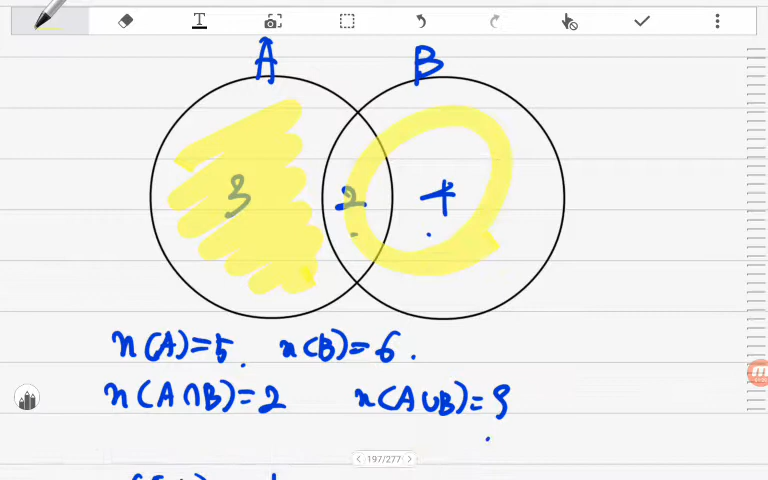 T
A B
3 2 4
n(A)=5. n(B)=6.
n(A∩B)=2 n(A∪B)=9
197/277